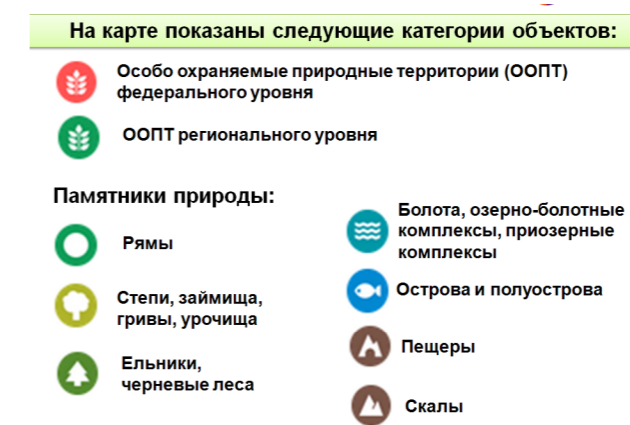 На карте показаны следующие категории объектов:
Особо охраняемые природные территории (ООПТ)
федерального уровня
ООПТ регионального уровня
Памятники природы:
Рямы
Степи, займища,
гривы, урочища
Ельники,
черневые леса
Болота, озерно-болотные
комплексы, приозерные
комплексы
Острова и полуострова
Пещеры
Скалы